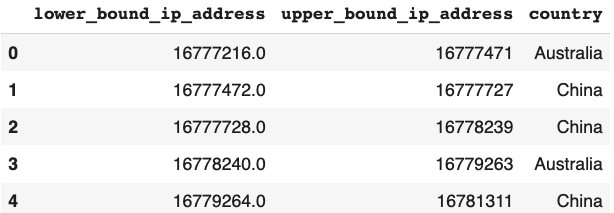 lower_bound_ip_address upper_bound_ip_address country
0 16777216.0 16777471 Australia
1 16777472.0 16777727 China
2 16777728.0 16778239 China
3 16778240.0 16779263 Australia
4 16779264.0 16781311 China